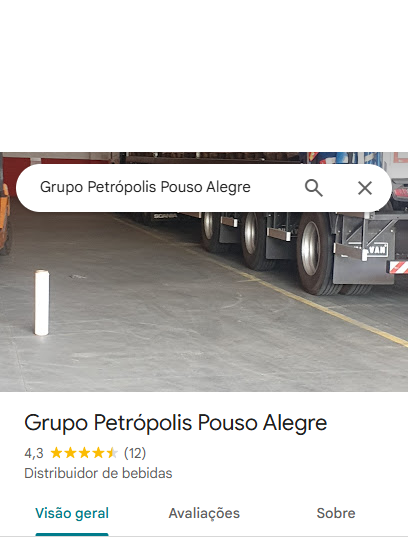 Grupo Petrópolis Pouso Alegre
Grupo Petrópolis Pouso Alegre
4,3 (12)
Distribuidor de bebidas
Visão geral Avaliações Sobre